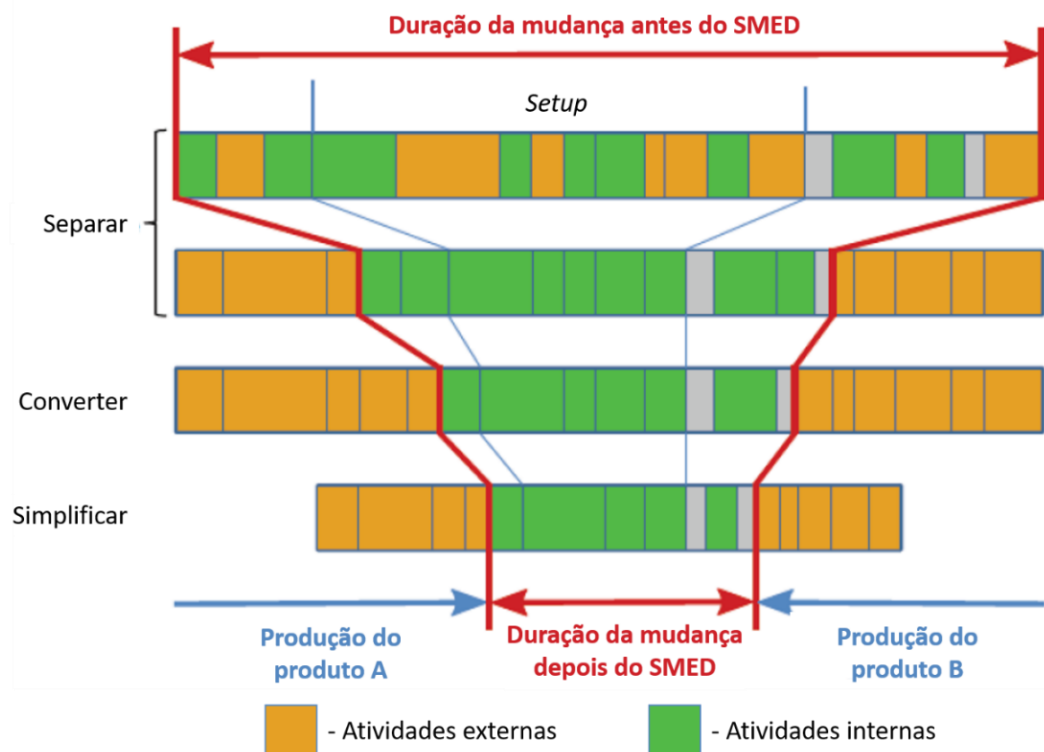 Duração da mudança antes do SMED
Setup
Separar
Converter
Simplificar
Produção do
produto A
Duração da mudança
depois do SMED
Produção do
produto B
- Atividades externas
- Atividades internas